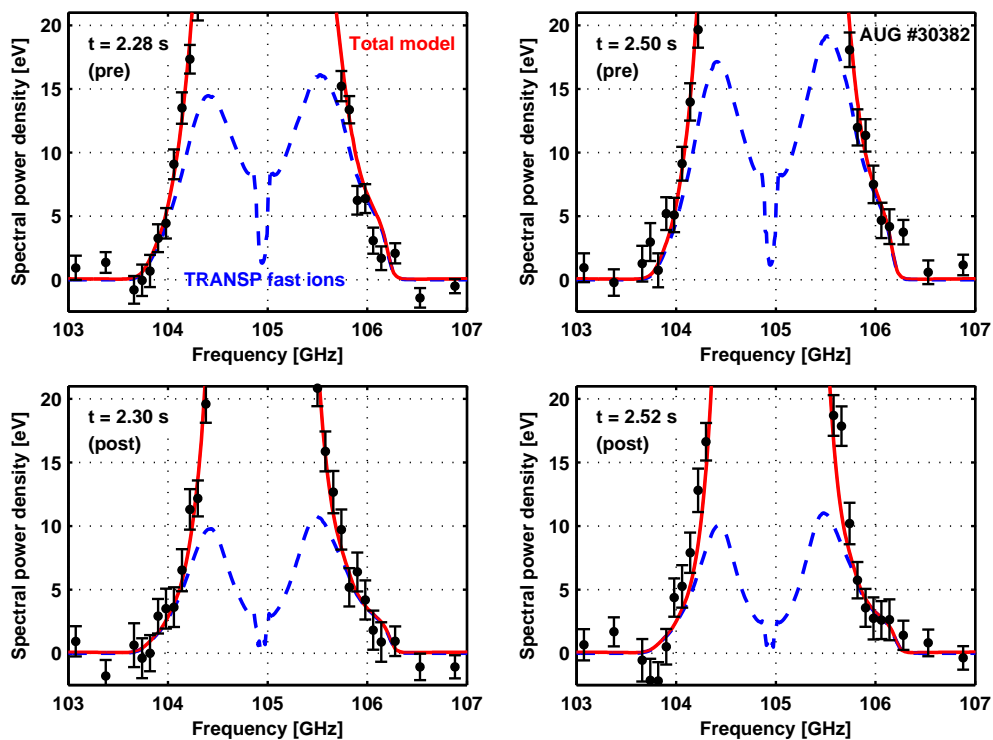 20
15
10
5
0
Spectral power density [eV]
t = 2.28 s
(pre)
Total model
TRANSP fast ions
103 104 105 106 107
Frequency [GHz]
20
15
10
5
0
Spectral power density [eV]
t = 2.50 s
(pre)
AUG #30382
103 104 105 106 107
Frequency [GHz]
20
15
10
5
0
Spectral power density [eV]
t = 2.30 s
(post)
103 104 105 106 107
Frequency [GHz]
20
15
10
5
0
Spectral power density [eV]
t = 2.52 s
(post)
103 104 105 106 107
Frequency [GHz]